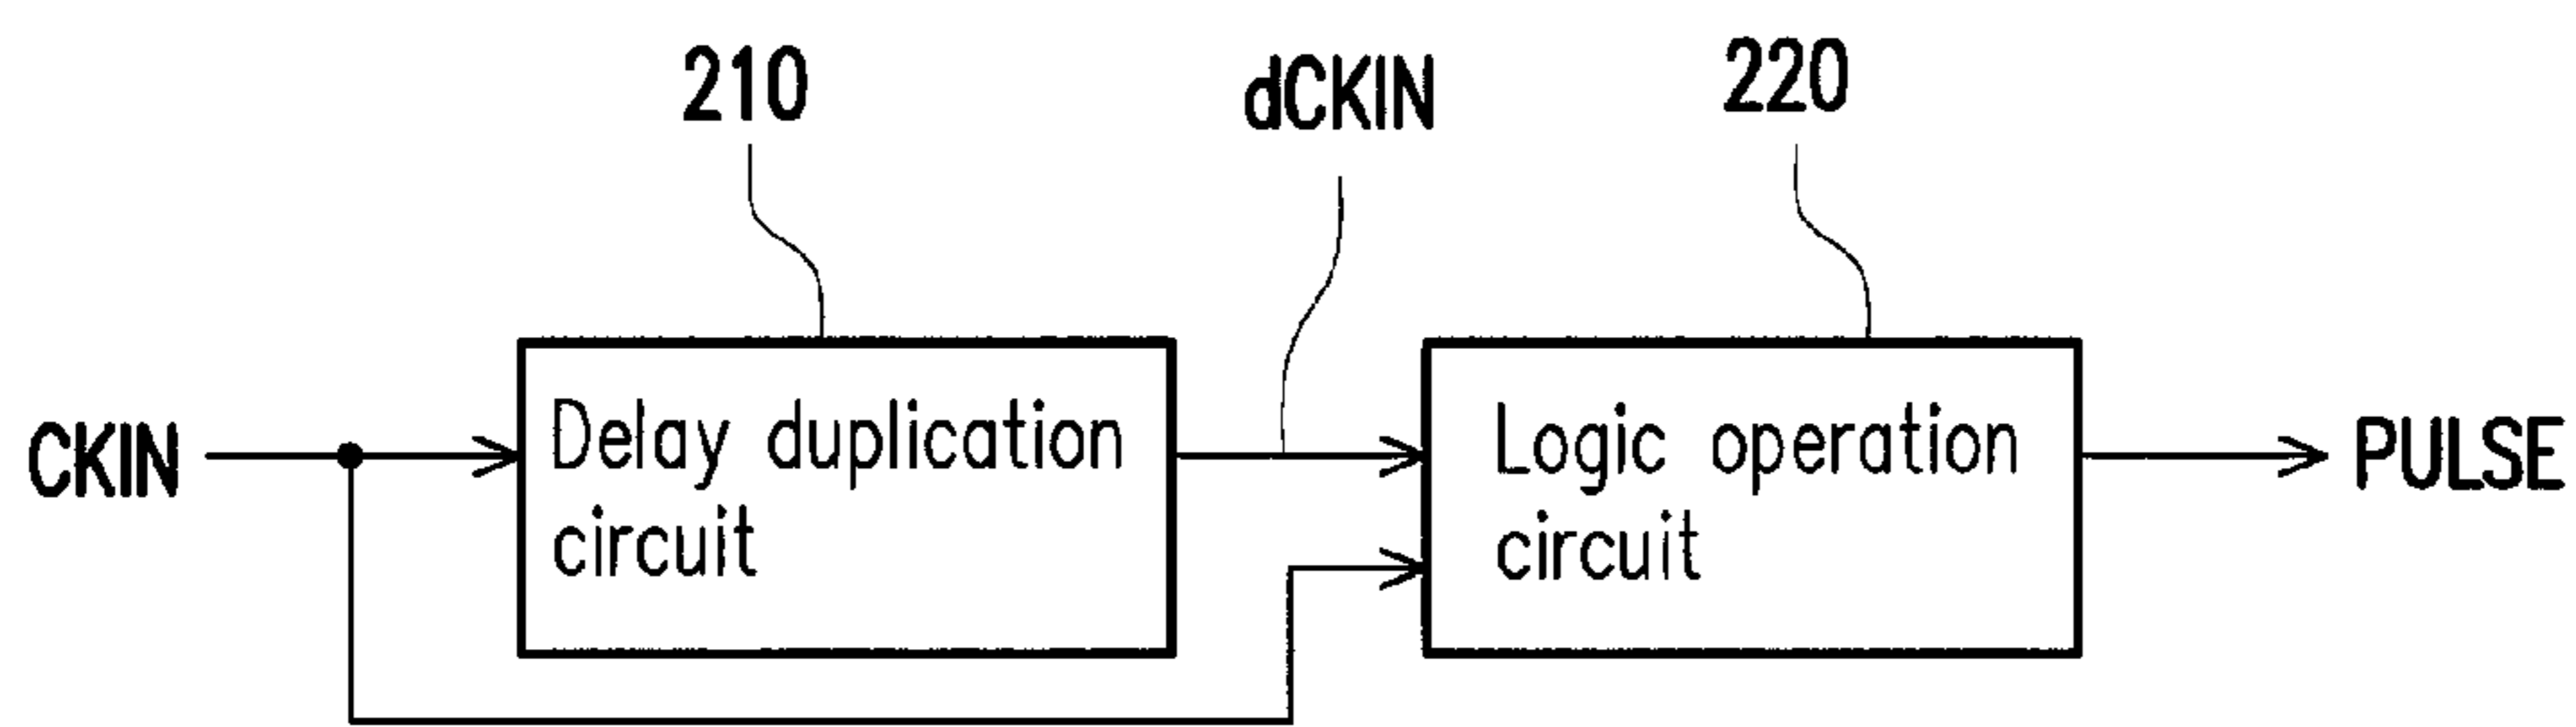 210
dCKIN
220
CKIN
Delay duplication
circuit
Logic operation
circuit
PULSE